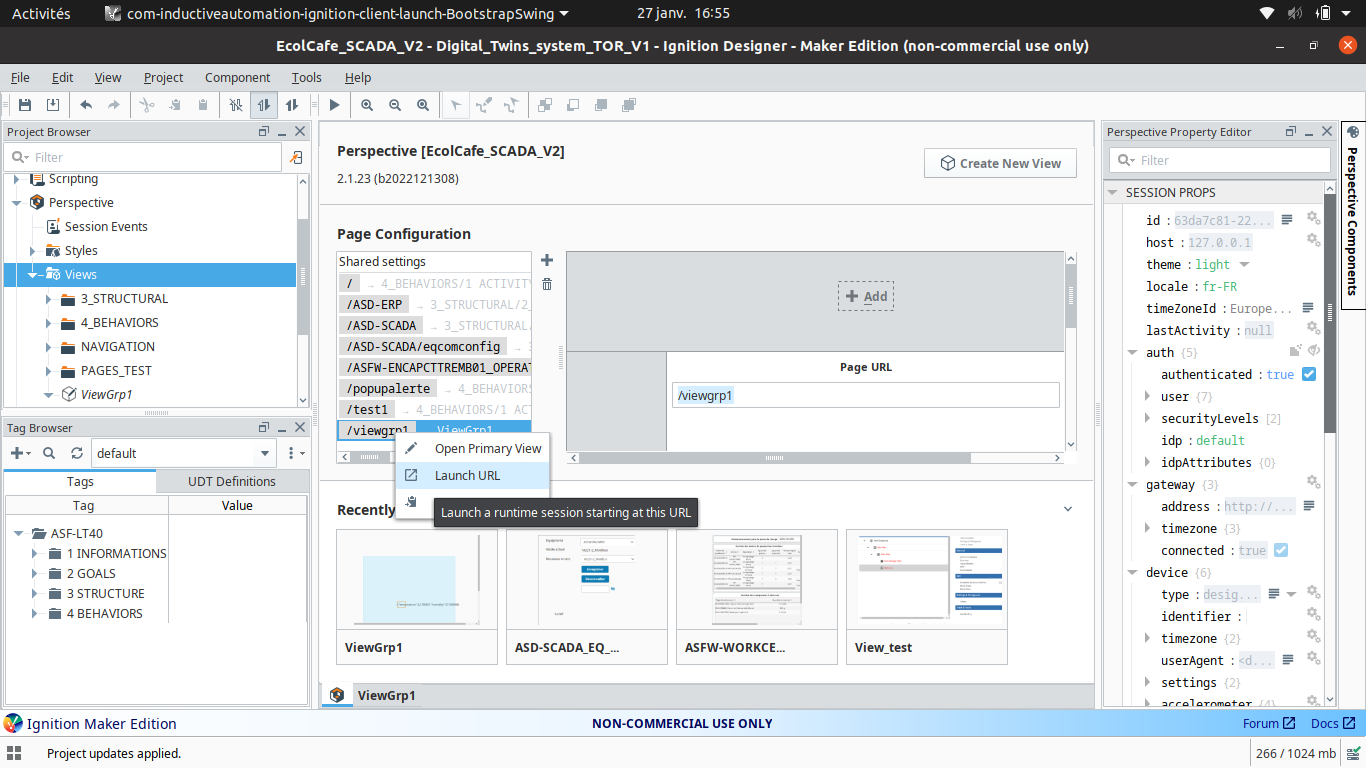 Activités com-inductiveautomation-ignition-client-launch-BootstrapSwing 27 janv. 16:55
EcolCafe_SCADA_V2 - Digital_Twins_system_TOR_V1 - Ignition Designer - Maker Edition (non-commercial use only)
File Edit View Project Component Tools Help
Project Browser
Filter
Scripting
Perspective
Session Events
Styles
Views
3_STRUCTURAL
4_BEHAVIORS
NAVIGATION
PAGES_TEST
ViewGrp1
Tag Browser
default
Tags UDT Definitions
Tag Value
ASF-LT40
1 INFORMATIONS
2 GOALS
3 STRUCTURE
4 BEHAVIORS
Perspective [EcolCafe_SCADA_V2]
2.1.23 (b2022121308)
Create New View
Page Configuration
Shared settings
/ → 4_BEHAVIORS/1 ACTIVIT
/ASD-ERP → 3_STRUCTURAL/2_
/ASD-SCADA → 3_STRUCTURAL
/ASD-SCADA/eqcomconfig →
/ASFW-ENCAPCTTREMB01_OPERAT
/popupalerte → 4_BEHAVIORS
/test1 → 4_BEHAVIORS/1 ACT
/viewgrp1 ViewGrp1
Add
Page URL
/viewgrp1
Open Primary View
Launch URL
Launch a runtime session starting at this URL
Recently
ViewGrp1
ASD-SCADA_EQ_...
ASFW-WORKCE...
View_test
ViewGrp1
Perspective Property Editor
Filter
SESSION PROPS
id : 63da7c81-22...
host : 127.0.0.1
theme : light
locale : fr-FR
timeZoneId : Europe...
lastActivity : null
auth {5}
authenticated : true
user {7}
securityLevels [2]
idp : default
idpAttributes {0}
gateway {3}
address : http://...
timezone {3}
connected : true
device {6}
type : desig...
identifier :
timezone {2}
userAgent : <d...
settings {2}
accelerometer {4}
Perspective Components
Ignition Maker Edition NON-COMMERCIAL USE ONLY Forum Docs
Project updates applied. 266 / 1024 mb